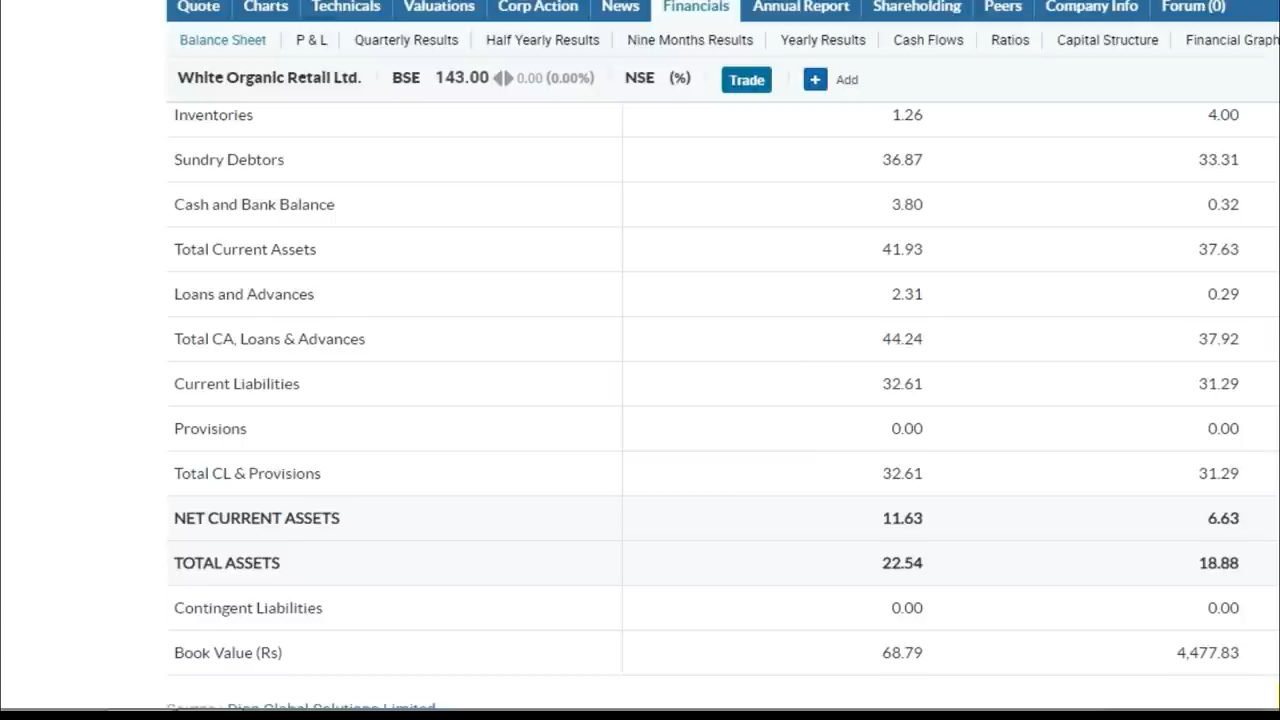 Quote Charts Technicals Valuations Corp Action News Financials Annual Report Shareholding Peers Company Info Forum (0)
Balance Sheet P & L Quarterly Results Half Yearly Results Nine Months Results Yearly Results Cash Flows Ratios Capital Structure Financial Graph
White Organic Retail Ltd. BSE 143.00 0.00 (0.00%) NSE (%) Trade + Add
Inventories 1.26 4.00
Sundry Debtors 36.87 33.31
Cash and Bank Balance 3.80 0.32
Total Current Assets 41.93 37.63
Loans and Advances 2.31 0.29
Total CA, Loans & Advances 44.24 37.92
Current Liabilities 32.61 31.29
Provisions 0.00 0.00
Total CL & Provisions 32.61 31.29
NET CURRENT ASSETS 11.63 6.63
TOTAL ASSETS 22.54 18.88
Contingent Liabilities 0.00 0.00
Book Value (Rs) 68.79 4,477.83
Source : Dion Global Solutions Limited